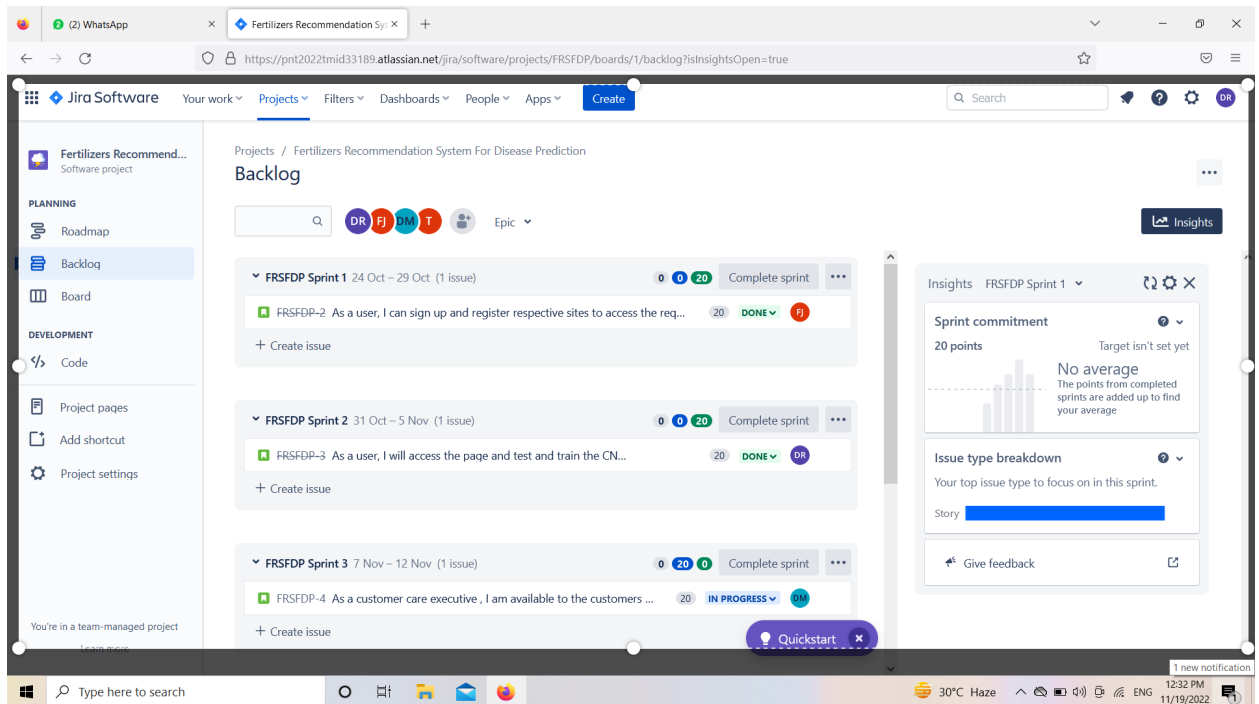 (2) WhatsApp
Fertilizers Recommendation Sys
https://pnt2022tmid33189.atlassian.net/jira/software/projects/FRSFDP/boards/1/backlog?isInsightsOpen=true
Jira Software Your work Projects Filters Dashboards People Apps Create Search DR
Fertilizers Recommend...
Software project
PLANNING
Roadmap
Backlog
Board
DEVELOPMENT
Code
Project pages
Add shortcut
Project settings
You're in a team-managed project
Learn more
Projects / Fertilizers Recommendation System For Disease Prediction
Backlog
DR FJ DM T Epic
Insights
FRSFDP Sprint 1 24 Oct – 29 Oct (1 issue) 0 0 20 Complete sprint
FRSFDP-2 As a user, I can sign up and register respective sites to access the req... 20 DONE FJ
+ Create issue
FRSFDP Sprint 2 31 Oct – 5 Nov (1 issue) 0 0 20 Complete sprint
FRSFDP-3 As a user, I will access the page and test and train the CN... 20 DONE DR
+ Create issue
FRSFDP Sprint 3 7 Nov – 12 Nov (1 issue) 0 20 0 Complete sprint
FRSFDP-4 As a customer care executive , I am available to the customers ... 20 IN PROGRESS DM
+ Create issue
Quickstart
Insights FRSFDP Sprint 1
Sprint commitment
20 points Target isn't set yet
No average
The points from completed
sprints are added up to find
your average
Issue type breakdown
Your top issue type to focus on in this sprint.
Story
Give feedback
1 new notification
Type here to search
30°C Haze
ENG
12:32 PM
11/19/2022
1